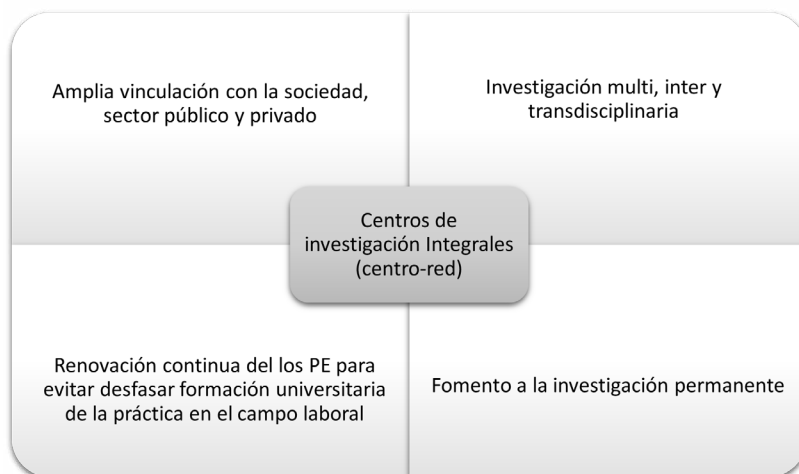 Amplia vinculación con la sociedad,
sector público y privado
Investigación multi, inter y
transdisciplinaria
Centros de
investigación Integrales
(centro-red)
Renovación continua del los PE para
evitar desfasar formación universitaria
de la práctica en el campo laboral
Fomento a la investigación permanente